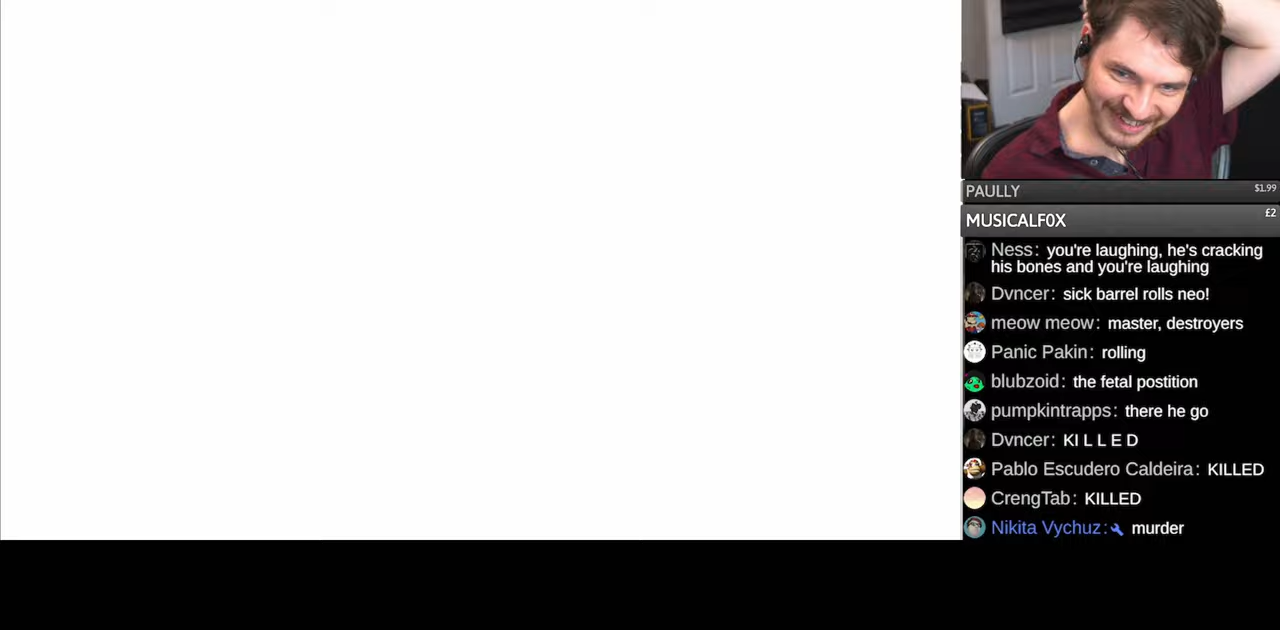 PAULLY $1.99
MUSICALF0X £2
Ness: you're laughing, he's cracking
his bones and you're laughing
Dvncer: sick barrel rolls neo!
meow meow: master, destroyers
Panic Pakin: rolling
blubzoid: the fetal postition
pumpkintrapps: there he go
Dvncer: KI L L E D
Pablo Escudero Caldeira: KILLED
CrengTab: KILLED
Nikita Vychuz: murder